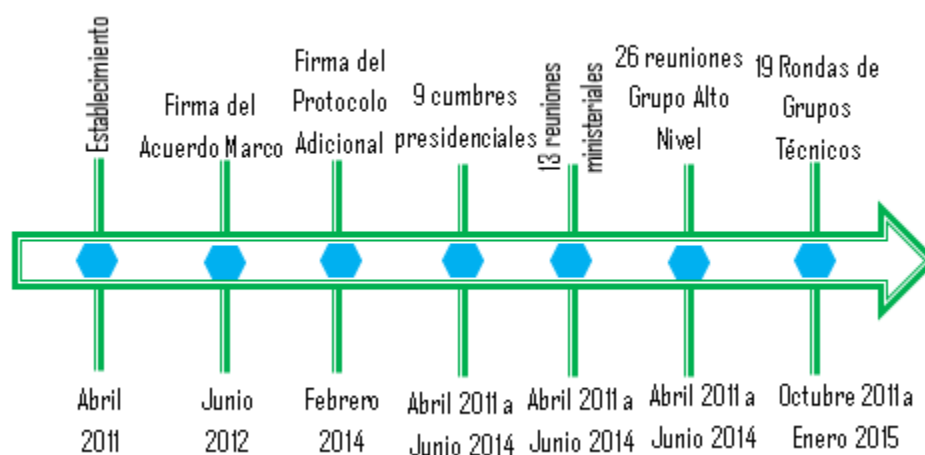 Establecimiento
Firma del
Acuerdo Marco
Firma del
Protocolo
Adicional
9 cumbres
presidenciales
13 reuniones
ministeriales
26 reuniones
Grupo Alto
Nivel
19 Rondas de
Grupos
Técnicos
Abril
2011
Junio
2012
Febrero
2014
Abril 2011 a
Junio 2014
Abril 2011 a
Junio 2014
Abril 2011 a
Junio 2014
Octubre 2011 a
Enero 2015